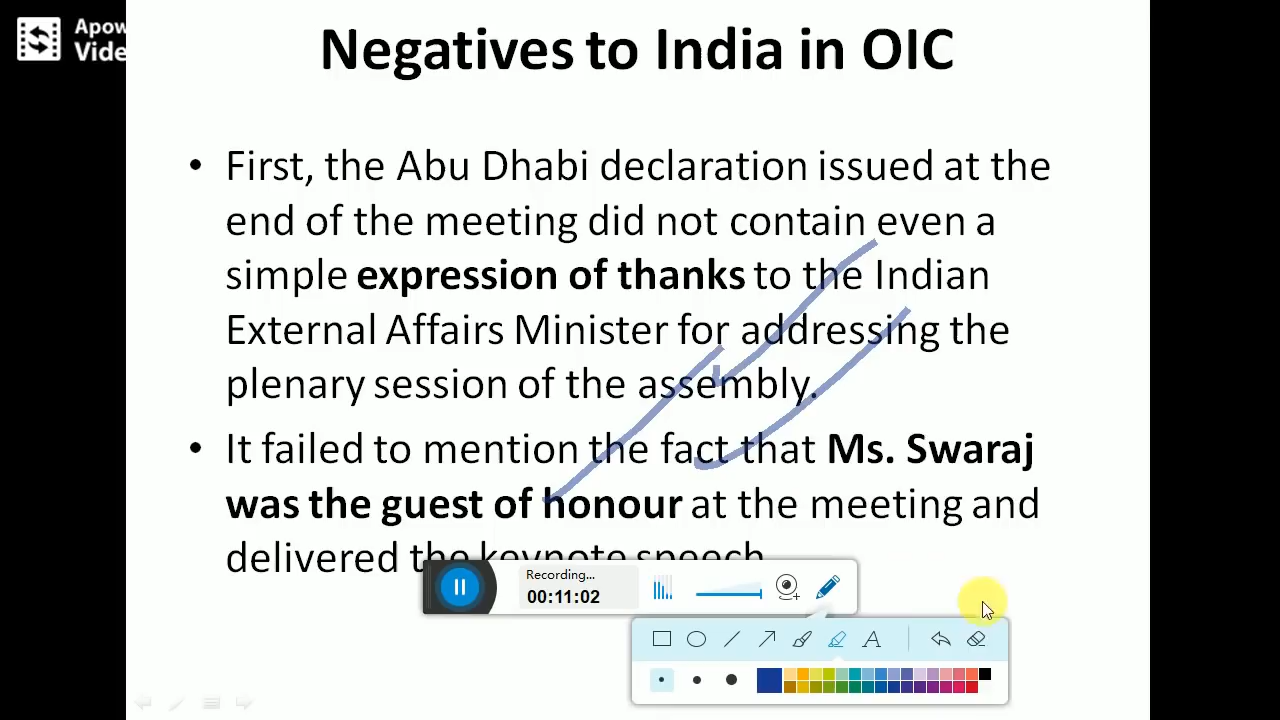 Apow
Vide
Negatives to India in OIC
• First, the Abu Dhabi declaration issued at the
end of the meeting did not contain even a
simple expression of thanks to the Indian
External Affairs Minister for addressing the
plenary session of the assembly.
• It failed to mention the fact that Ms. Swaraj
was the guest of honour at the meeting and
delivered the keynote speech.
Recording...
00:11:02
A